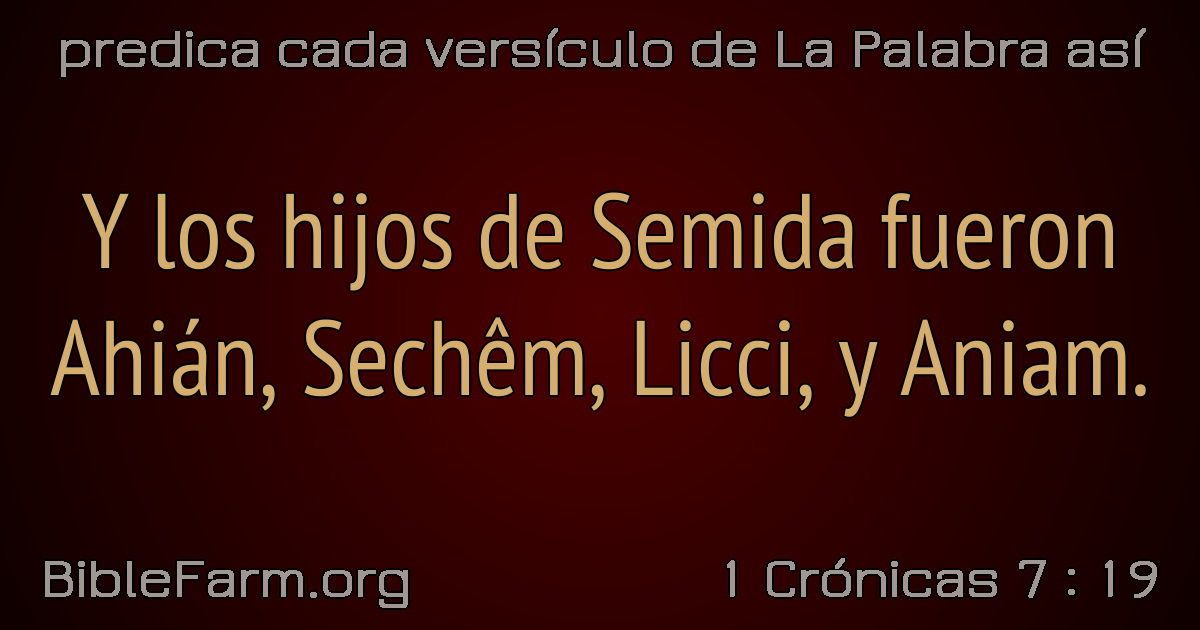 predica cada versículo de La Palabra así
Y los hijos de Semida fueron
Ahián, Sechêm, Licci, y Aniam.
BibleFarm.org
1 Crónicas 7 : 19